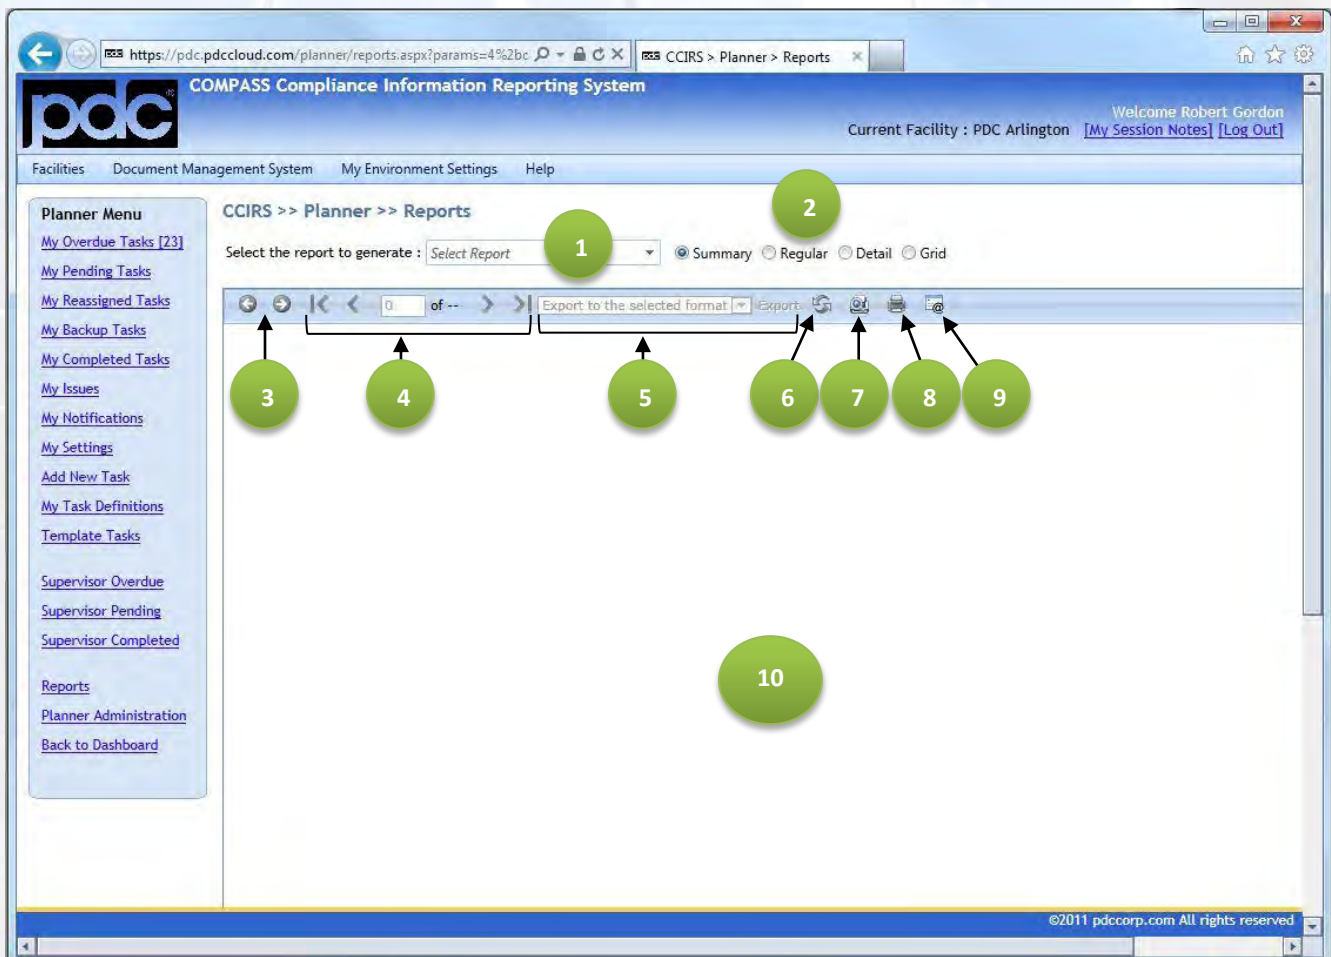 https://pdc.pdccloud.com/planner/reports.aspx?params=4%2bc
CCIRS > Planner > Reports
pdc®
COMPASS Compliance Information Reporting System
Welcome Robert Gordon
Current Facility : PDC Arlington [My Session Notes] [Log Out]
Facilities Document Management System My Environment Settings Help
Planner Menu
My Overdue Tasks [23]
My Pending Tasks
My Reassigned Tasks
My Backup Tasks
My Completed Tasks
My Issues
My Notifications
My Settings
Add New Task
My Task Definitions
Template Tasks
Supervisor Overdue
Supervisor Pending
Supervisor Completed
Reports
Planner Administration
Back to Dashboard
CCIRS >> Planner >> Reports
2
Select the report to generate : Select Report 1 Summary Regular Detail Grid
0 of -- Export to the selected format Export
3 4 5 6 7 8 9
10
©2011 pdccorp.com All rights reserved